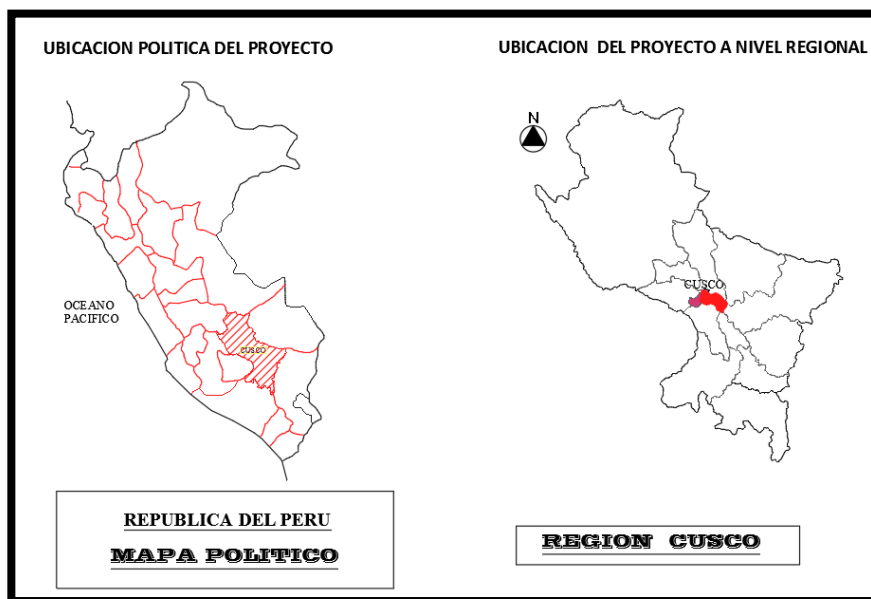 UBICACION POLITICA DEL PROYECTO
OCEANO
PACIFICO
CUSCO
REPUBLICA DEL PERU
MAPA POLITICO
UBICACION DEL PROYECTO A NIVEL REGIONAL
N
CUSCO
REGION CUSCO